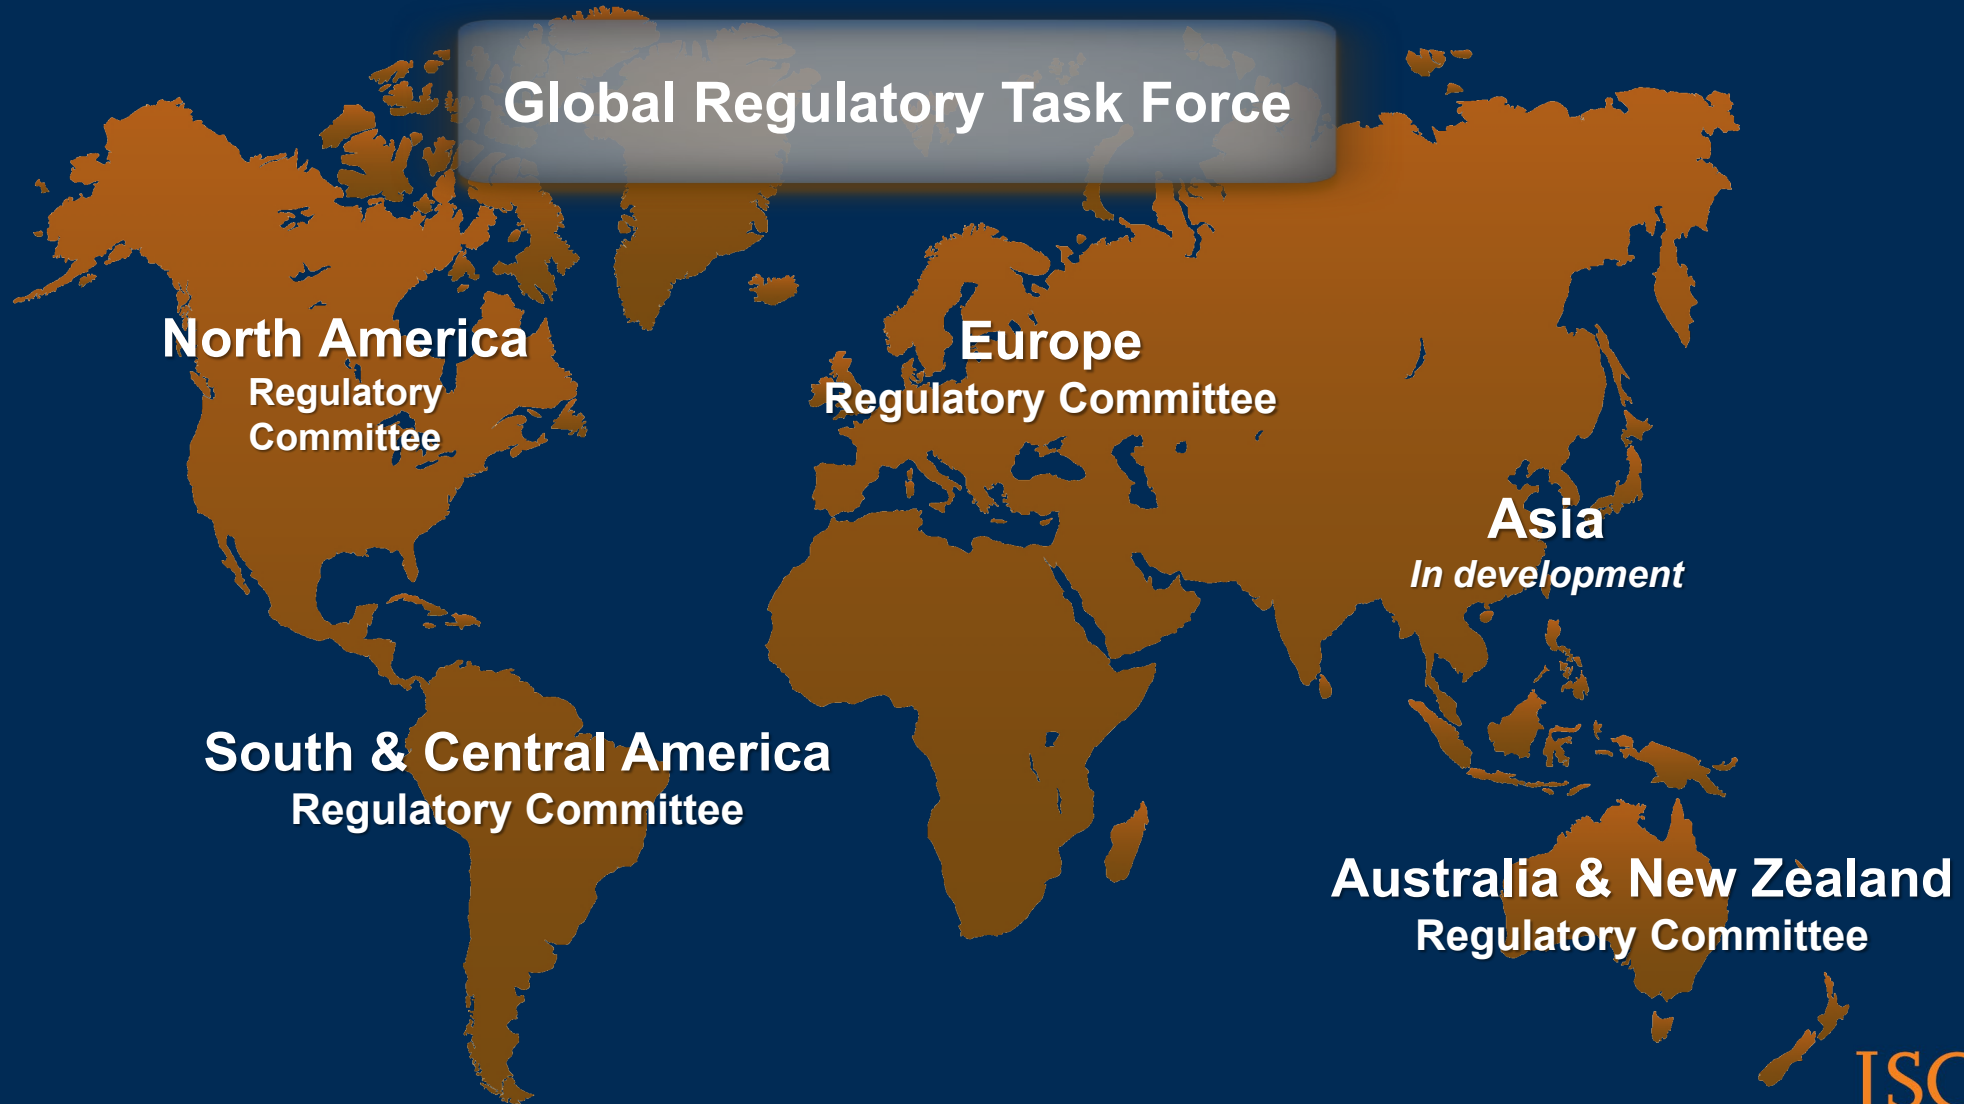 Global Regulatory Task Force
North America
Regulatory
Committee
Europe
Regulatory Committee
Asia
In development
South & Central America
Regulatory Committee
Australia & New Zealand
Regulatory Committee